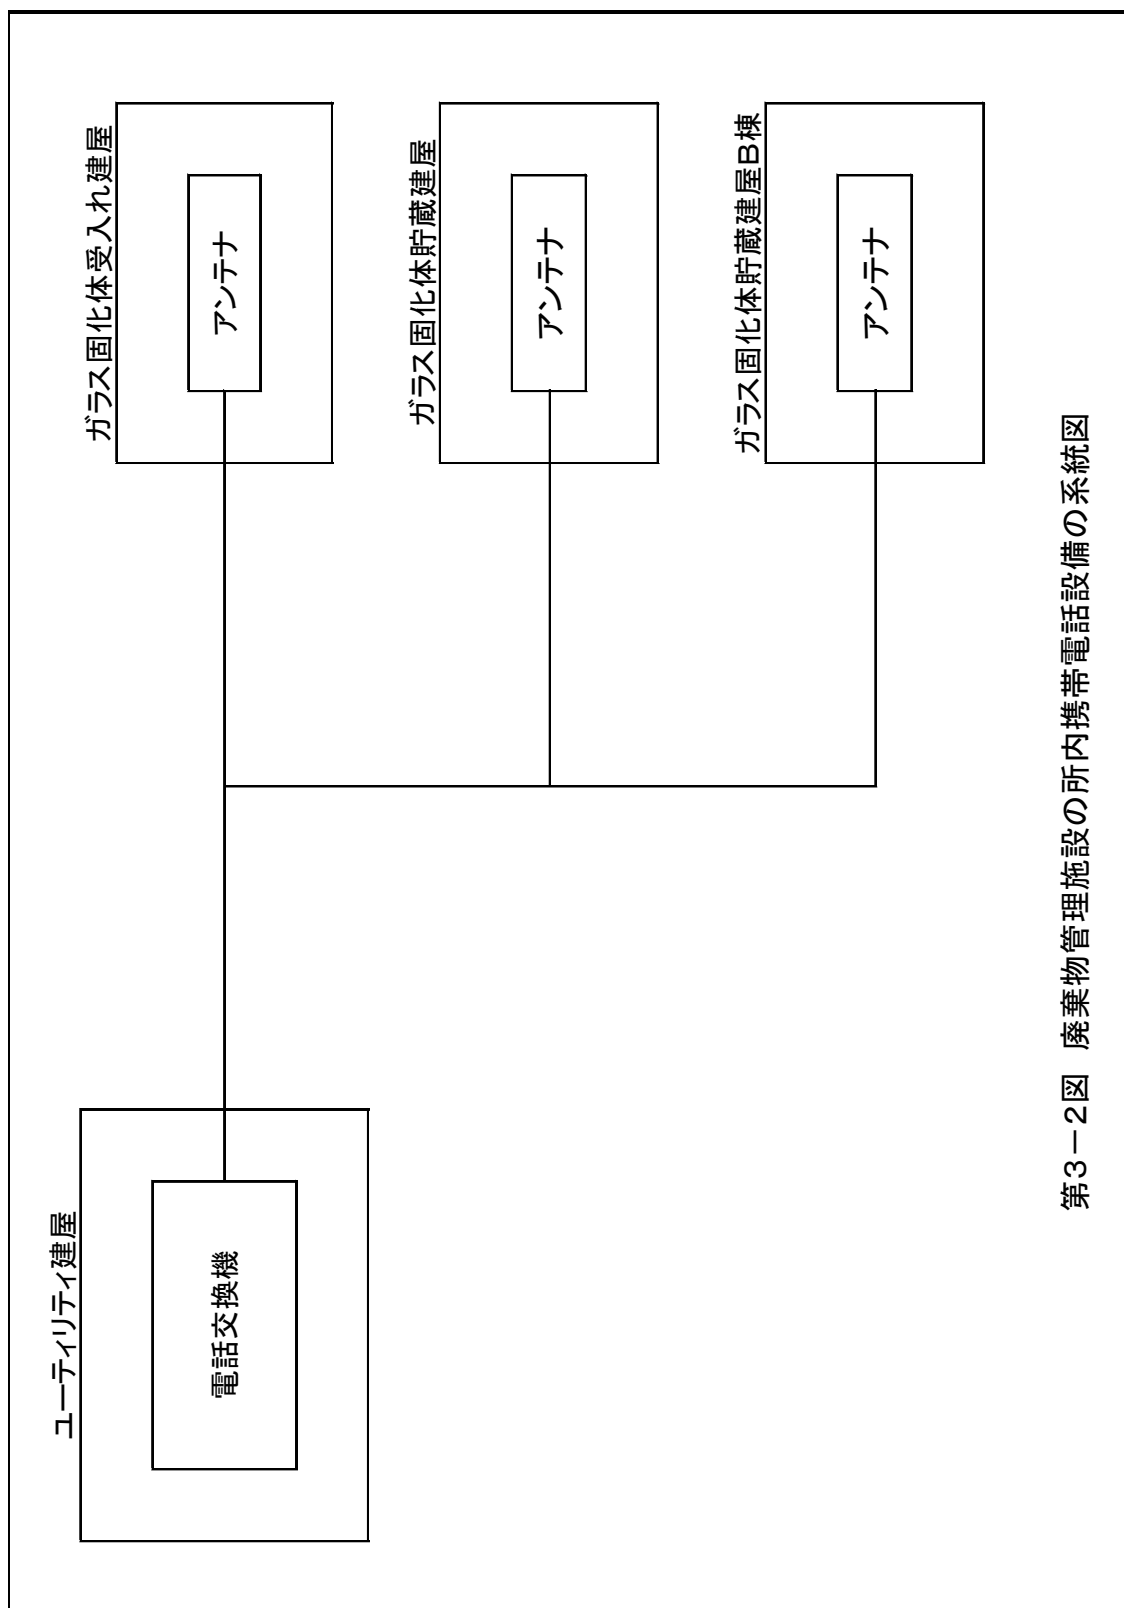 ユーティリティ建屋
電話交換機
ガラス固化体受入れ建屋
アンテナ
ガラス固化体貯蔵建屋
アンテナ
ガラス固化体貯蔵建屋B棟
アンテナ
第3-2図 廃棄物管理施設の所内携帯電話設備の系統図